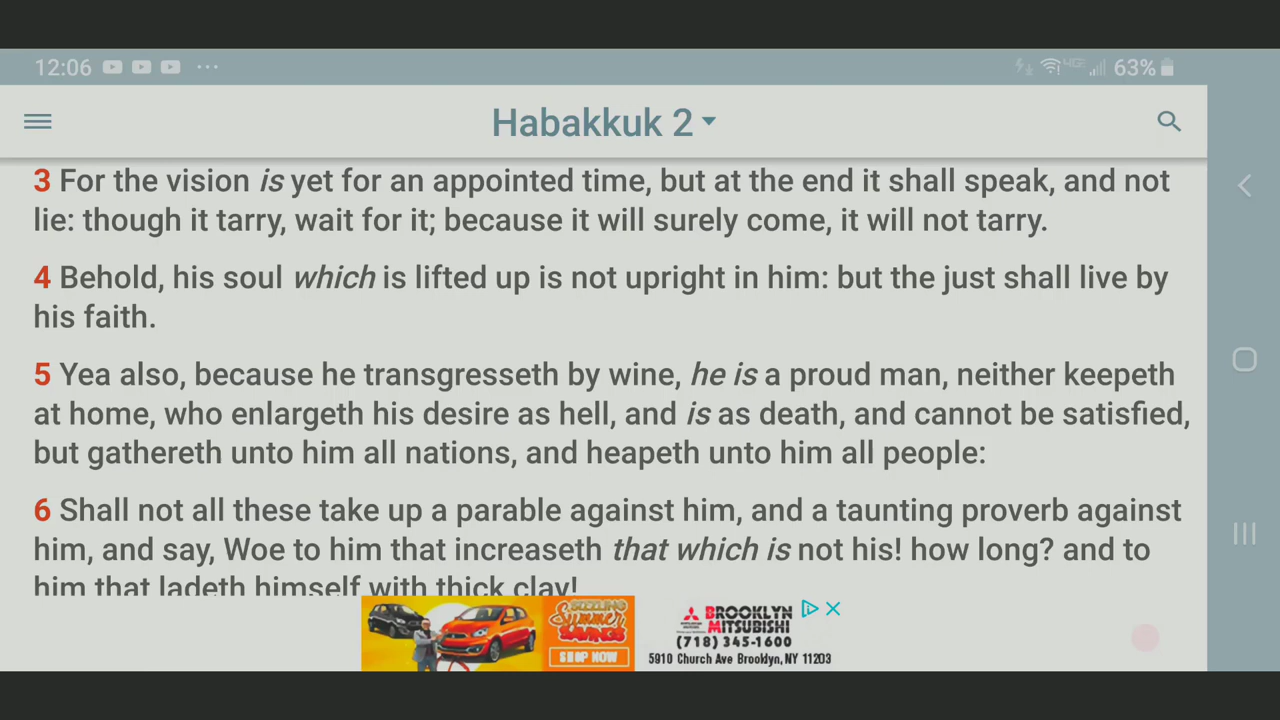 12:06 ... 4G 63%
Habakkuk 2
3 For the vision is yet for an appointed time, but at the end it shall speak, and not
lie: though it tarry, wait for it; because it will surely come, it will not tarry.
4 Behold, his soul which is lifted up is not upright in him: but the just shall live by
his faith.
5 Yea also, because he transgresseth by wine, he is a proud man, neither keepeth
at home, who enlargeth his desire as hell, and is as death, and cannot be satisfied,
but gathereth unto him all nations, and heapeth unto him all people:
6 Shall not all these take up a parable against him, and a taunting proverb against
him, and say, Woe to him that increaseth that which is not his! how long? and to
him that ladeth himself with thick clay!
SIZZLING
Summer
SAVINGS
SHOP NOW
BROOKLYN
MITSUBISHI
(718) 345-1600
5910 Church Ave Brooklyn, NY 11203